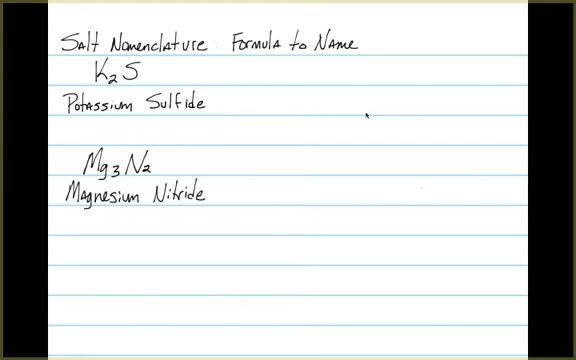 Salt Nomenclature: Formula to Name
K₂S
Potassium Sulfide
Mg₃N₂
Magnesium Nitride